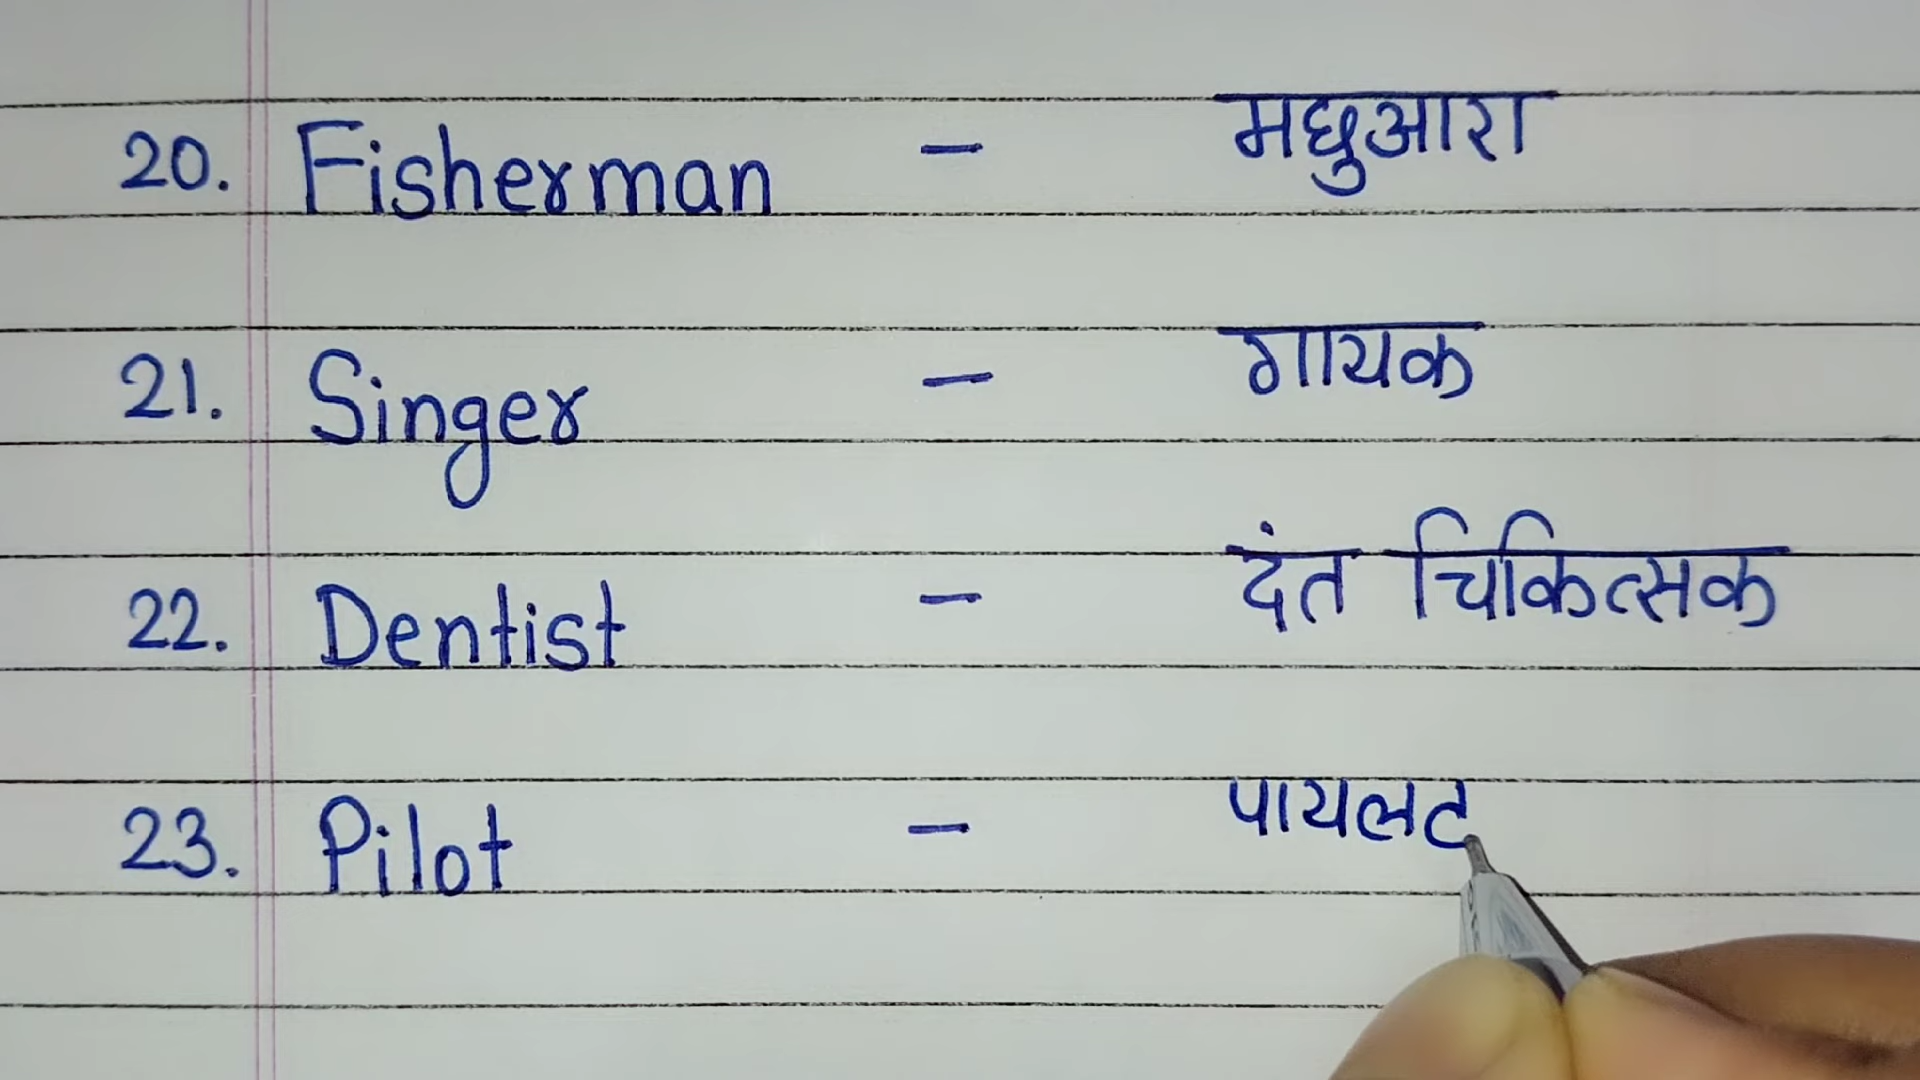 20. Fisherman - मछुआरा
21. Singer - गायक
22. Dentist - दंत चिकित्सक
23. Pilot - पायलट